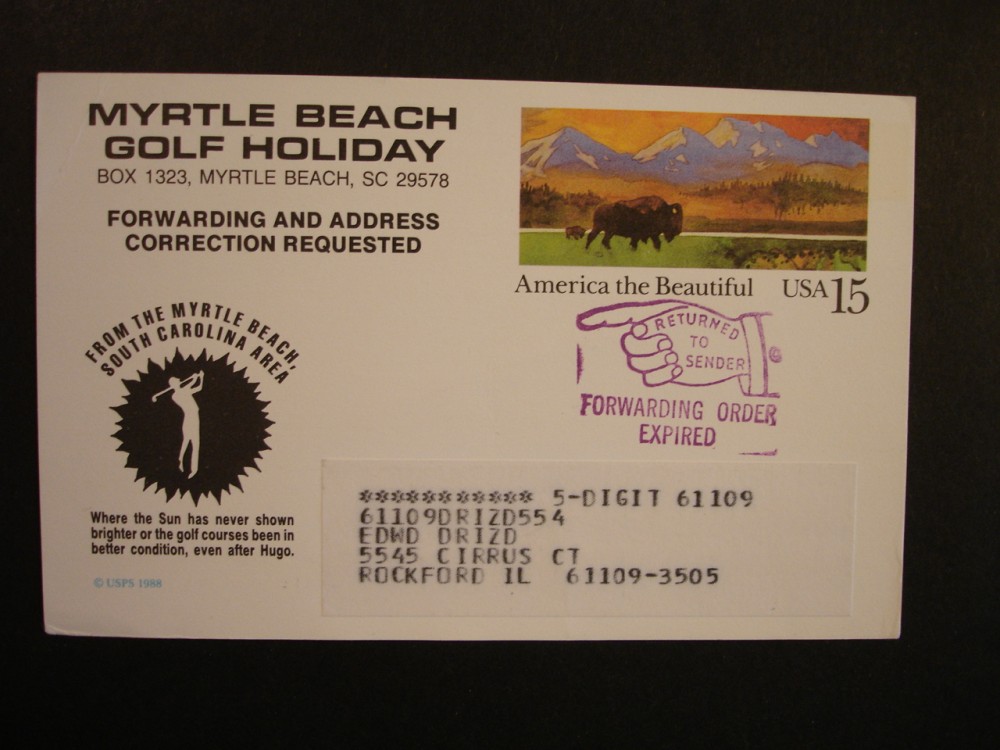 MYRTLE BEACH
GOLF HOLIDAY
BOX 1323, MYRTLE BEACH, SC 29578
FORWARDING AND ADDRESS
CORRECTION REQUESTED
FROM THE MYRTLE BEACH,
SOUTH CAROLINA AREA
Where the Sun has never shown
brighter or the golf courses been in
better condition, even after Hugo.
© USPS 1988
America the Beautiful USA 15
RETURNED
TO
SENDER
FORWARDING ORDER
EXPIRED
*********** 5-DIGIT 61109
61109DRIZD554
EDWD DRIZD
5545 CIRRUS CT
ROCKFORD IL 61109-3505